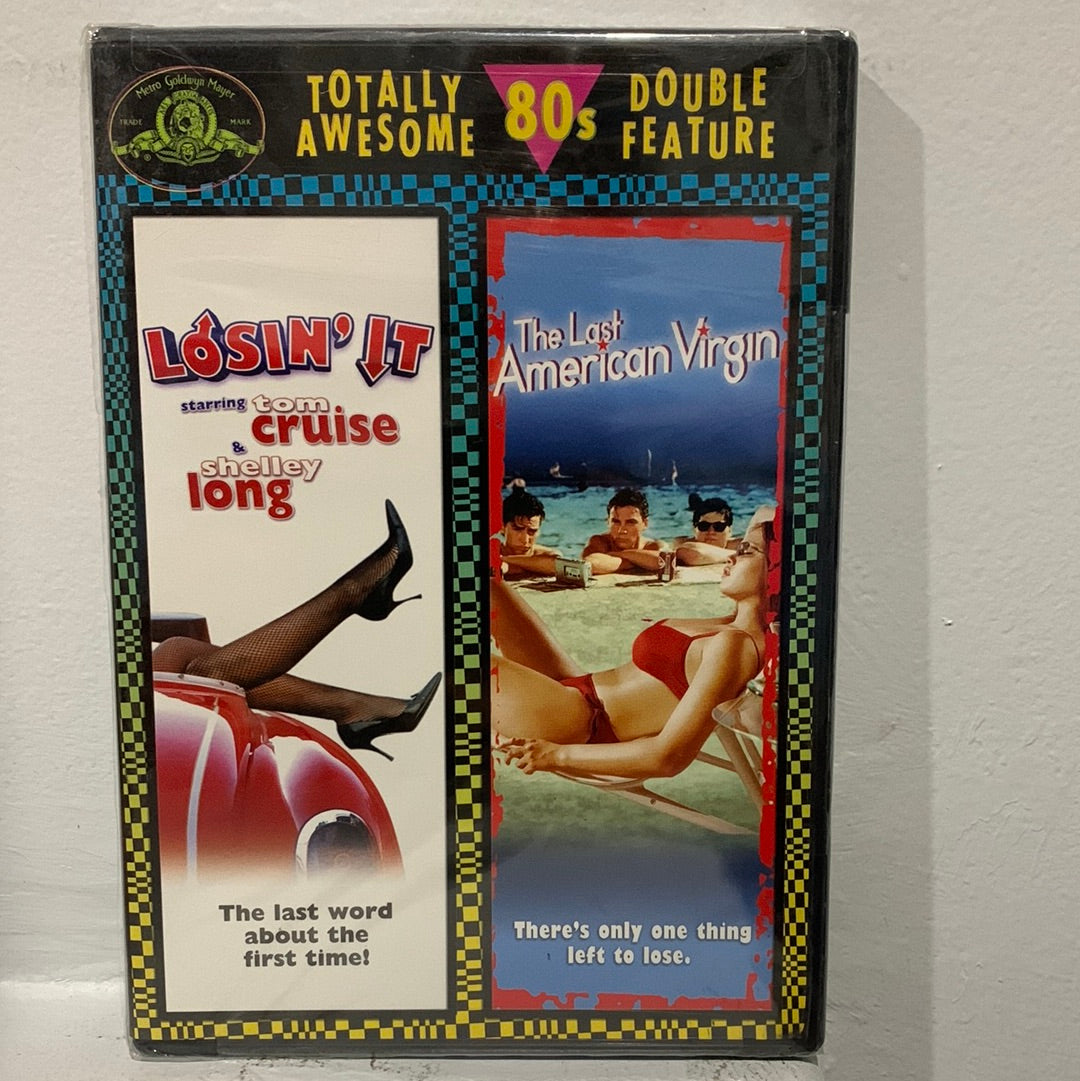 Metro Goldwyn Mayer
TRADE MARK
TOTALLY
AWESOME
80s
DOUBLE
FEATURE
LOSIN' IT
starring tom
cruise
&
shelley
long
The last word
about the
first time!
The Last
American Virgin
There's only one thing
left to lose.